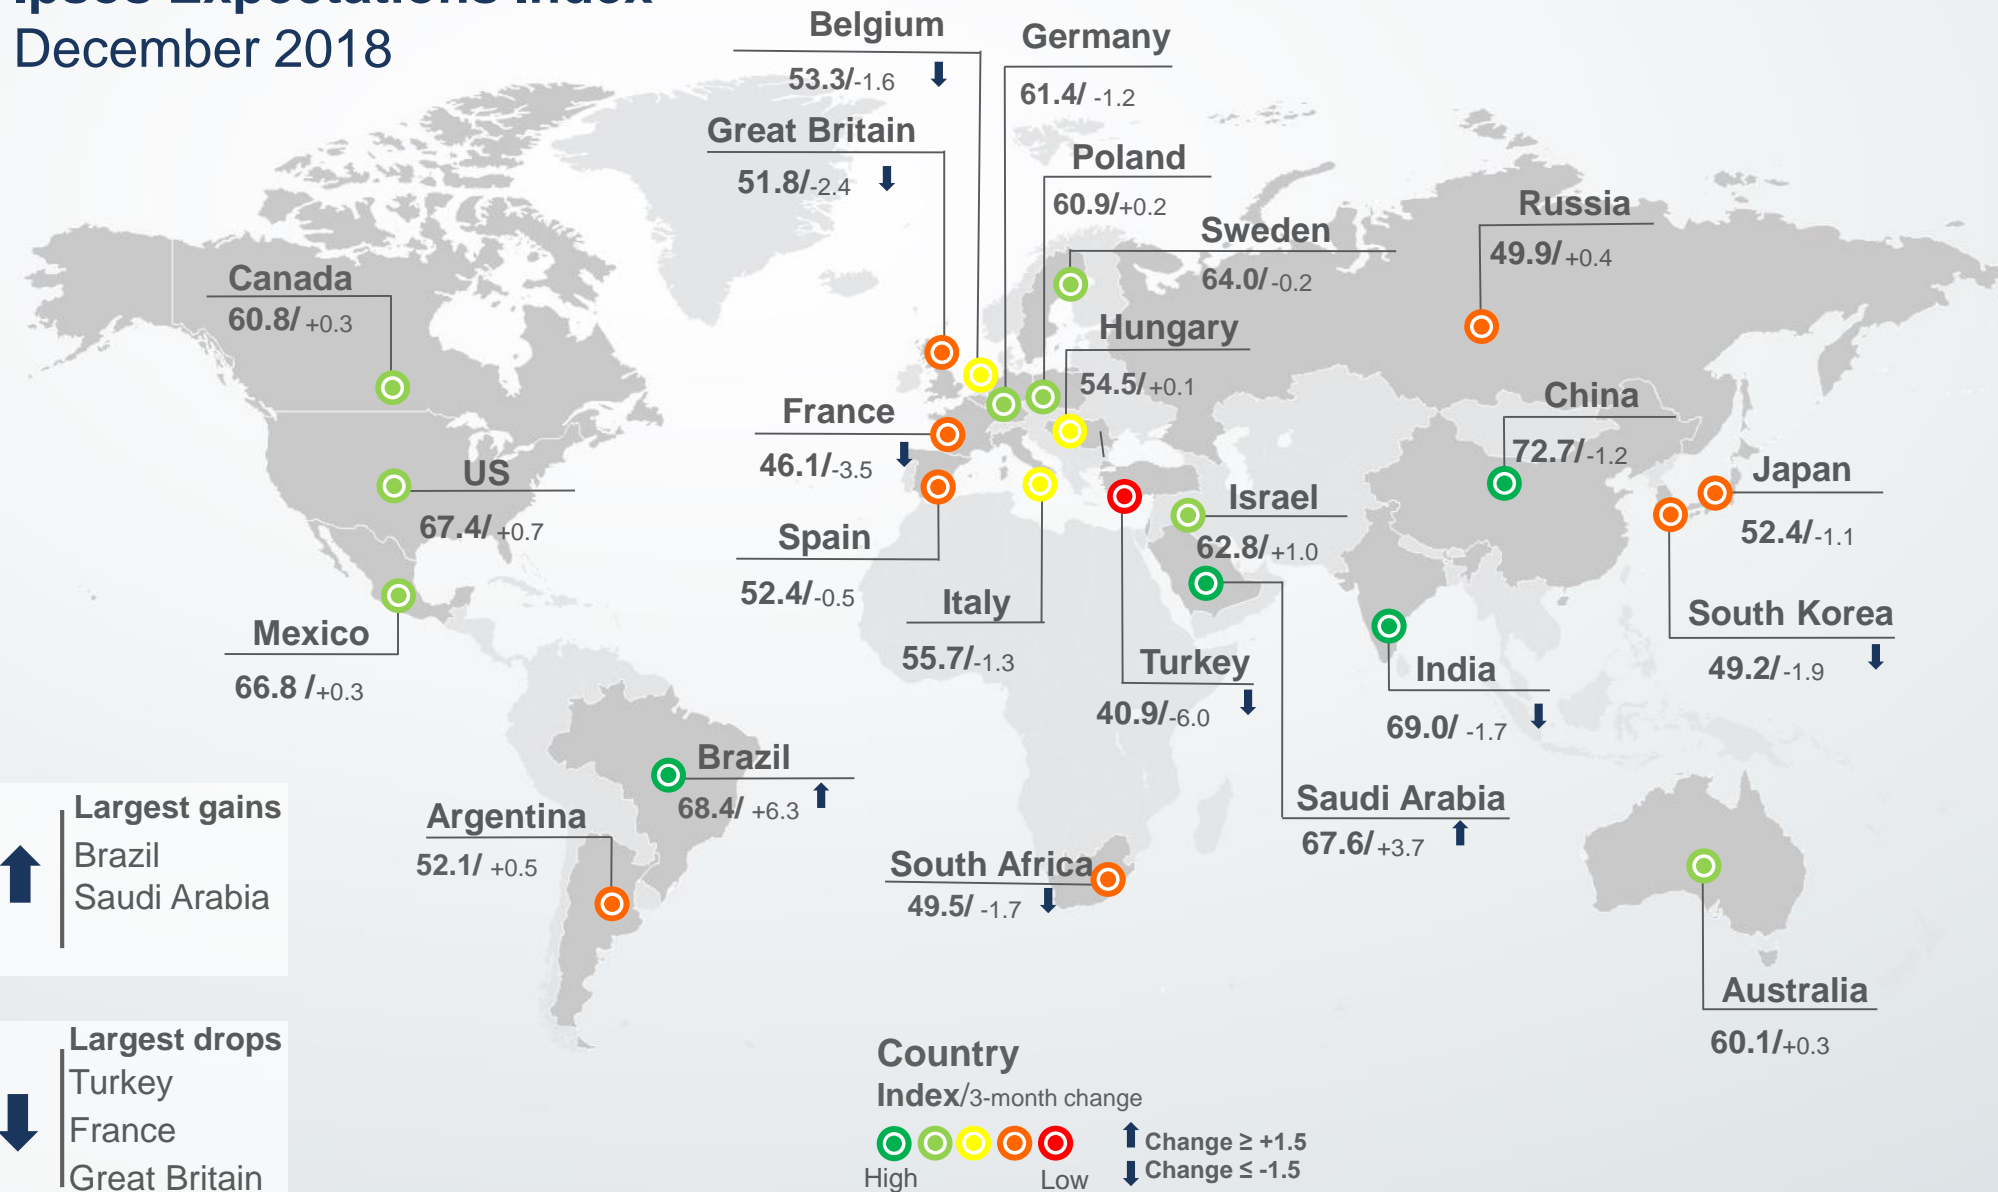 Ipsos Expectations Index
December 2018
Belgium
53.3/-1.6
Germany
61.4/ -1.2
Great Britain
51.8/-2.4
Poland
60.9/+0.2
Russia
49.9/+0.4
Sweden
64.0/-0.2
Canada
60.8/ +0.3
Hungary
54.5/+0.1
China
72.7/-1.2
France
46.1/-3.5
US
67.4/ +0.7
Japan
52.4/-1.1
Israel
62.8/+1.0
Spain
52.4/-0.5
Italy
55.7/-1.3
South Korea
49.2/-1.9
Mexico
66.8 /+0.3
Turkey
40.9/-6.0
India
69.0/ -1.7
Brazil
68.4/ +6.3
Saudi Arabia
67.6/+3.7
Argentina
52.1/ +0.5
South Africa
49.5/ -1.7
Australia
60.1/+0.3
Largest gains
Brazil
Saudi Arabia
Largest drops
Turkey
France
Great Britain
Country
Index/3-month change
High
Low
Change ≥ +1.5
Change ≤ -1.5